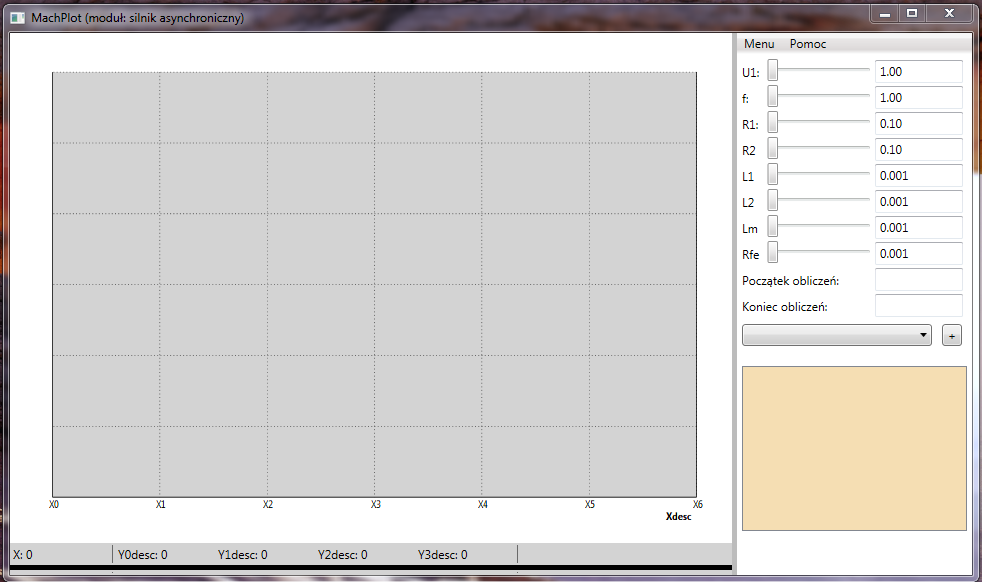 MachPlot (moduł: silnik asynchroniczny)
Menu Pomoc
U1: 1.00
f: 1.00
R1: 0.10
R2 0.10
L1 0.001
L2 0.001
Lm 0.001
Rfe 0.001
Początek obliczeń:
Koniec obliczeń:
+
X0 X1 X2 X3 X4 X5 X6
Xdesc
X: 0 Y0desc: 0 Y1desc: 0 Y2desc: 0 Y3desc: 0